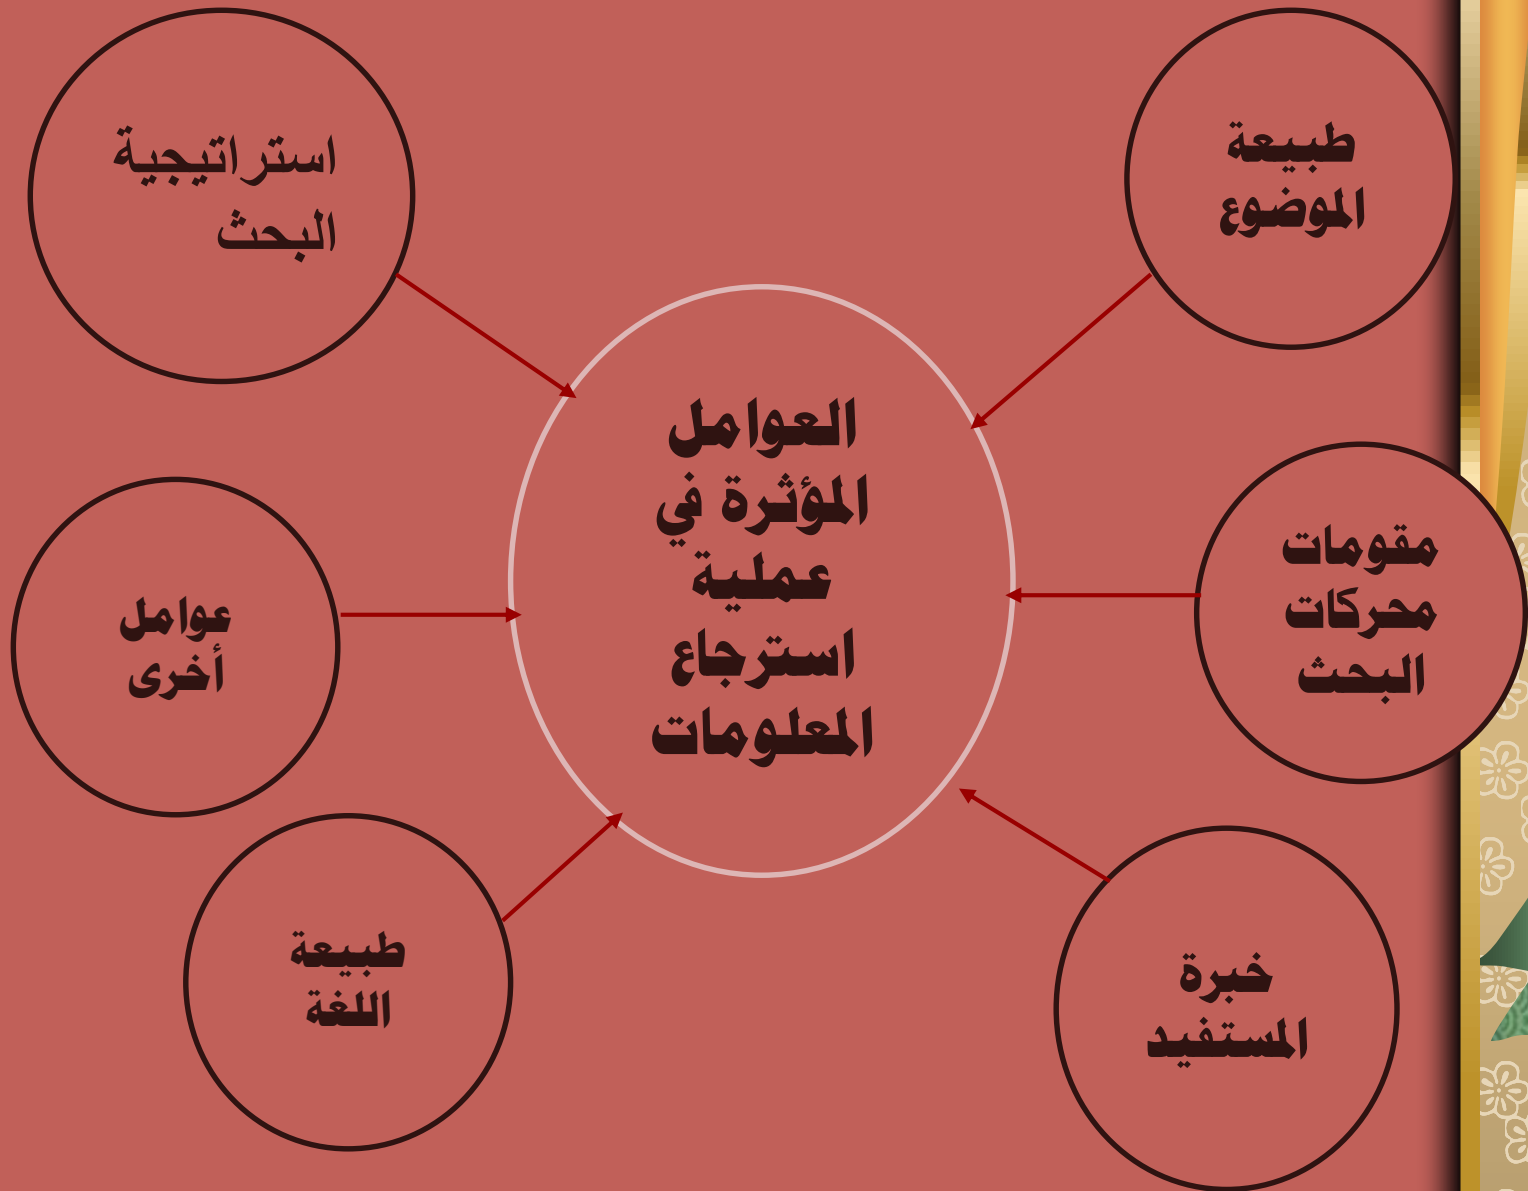 طبيعة
الموضوع
استراتيجية
البحث
العوامل
المؤثرة في
عملية
استرجاع
المعلومات
مقومات
محركات
البحث
عوامل
أخرى
خبرة
المستفيد
طبيعة
اللغة